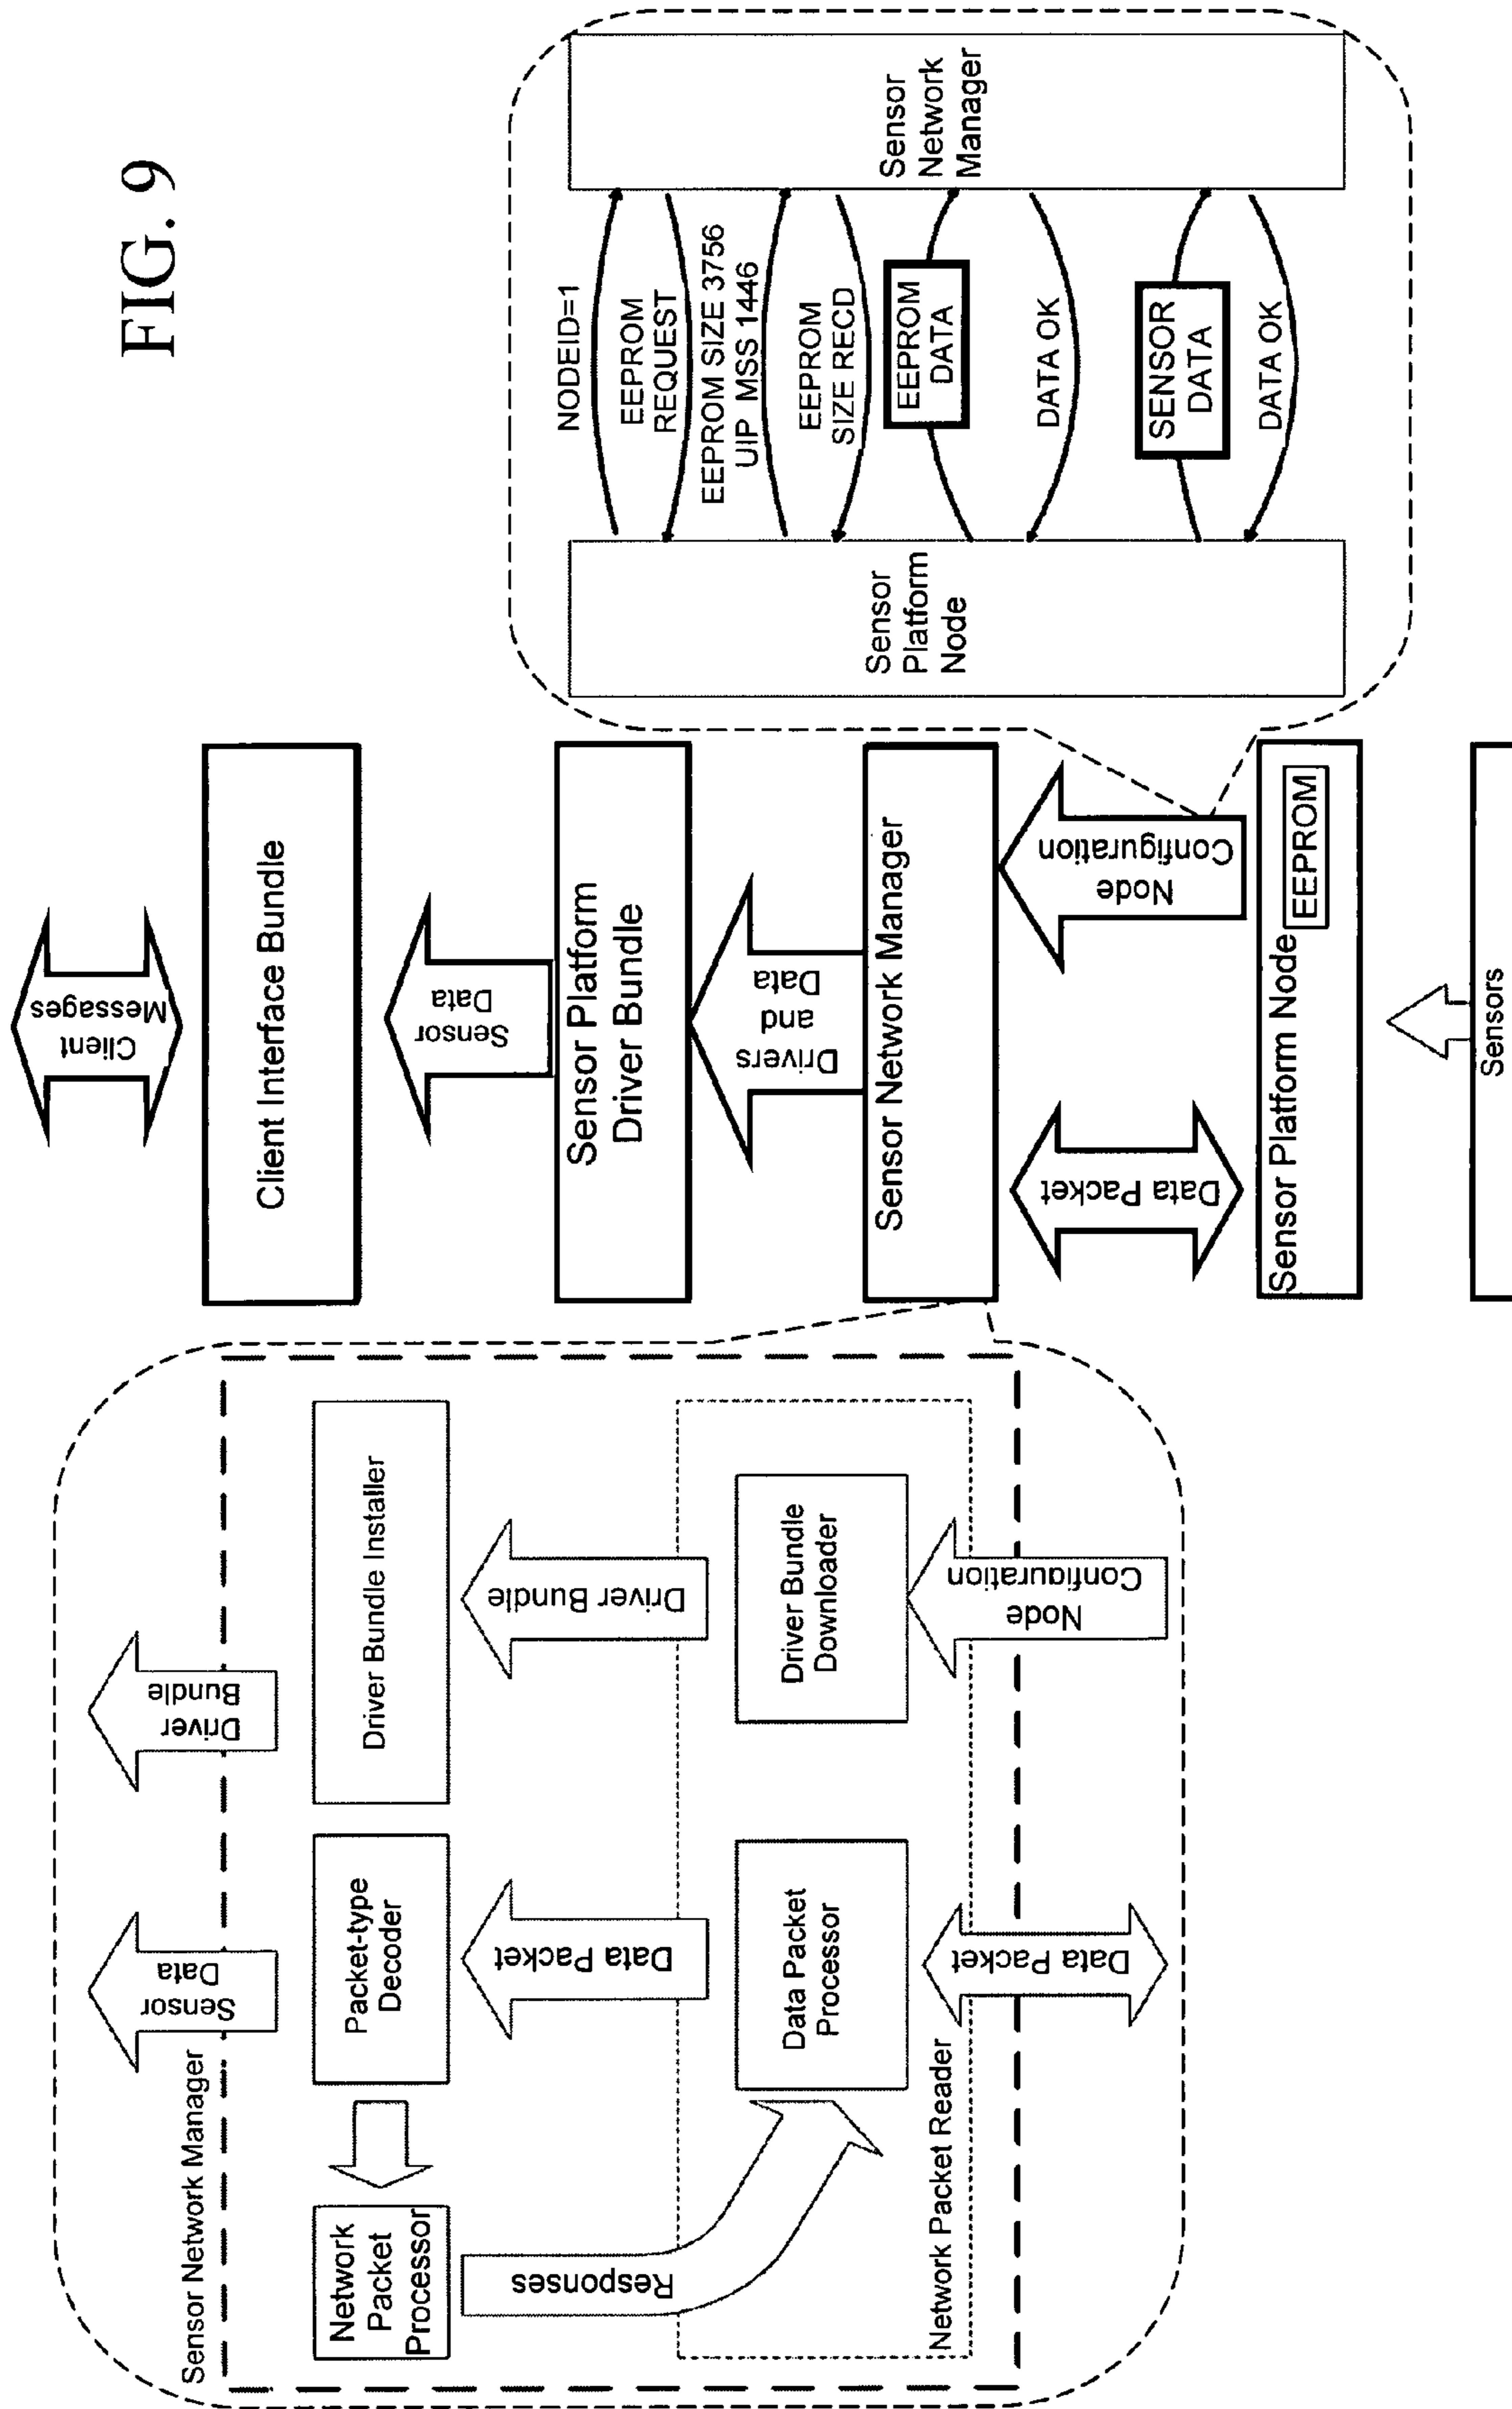 FIG. 9
Sensor Network Manager
Sensor
Data
Driver
Bundle
Network
Packet
Processor
Packet-type
Decoder
Driver Bundle Installer
Responses
Data Packet
Driver Bundle
Data Packet
Processor
Driver Bundle
Downloader
Network Packet Reader
Data Packet
Node
Configuration
Client
Messages
Client Interface Bundle
Sensor
Data
Sensor Platform
Driver Bundle
Drivers
and
Data
Sensor Network Manager
Data Packet
Node
Configuration
Sensor Platform Node
EEPROM
Sensors
Sensor
Platform
Node
NODEID=1
EEPROM
REQUEST
EEPROM SIZE 3756
UIP MSS 1446
EEPROM
SIZE RECD
EEPROM
DATA
DATA OK
SENSOR
DATA
DATA OK
Sensor
Network
Manager